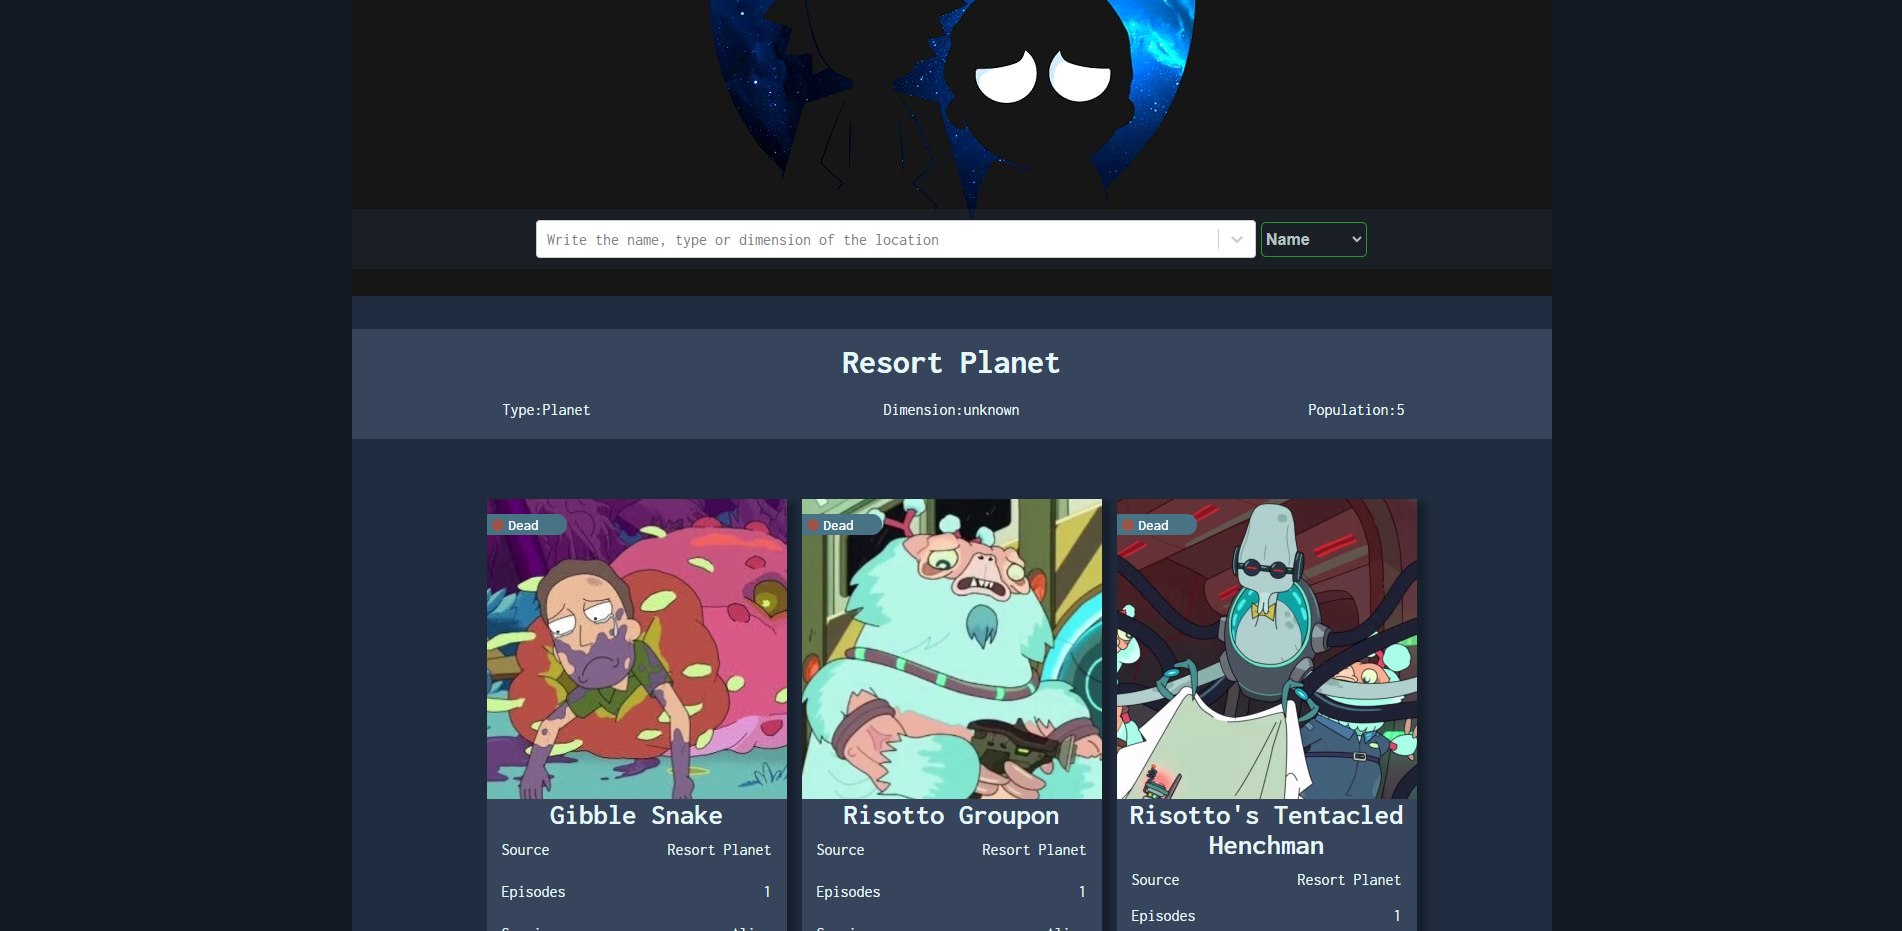 Write the name, type or dimension of the location
Name
Resort Planet
Type:Planet Dimension:unknown Population:5
Dead
Dead
Dead
Gibble Snake
Source Resort Planet
Episodes 1
Risotto Groupon
Source Resort Planet
Episodes 1
Risotto's Tentacled
Henchman
Source Resort Planet
Episodes 1